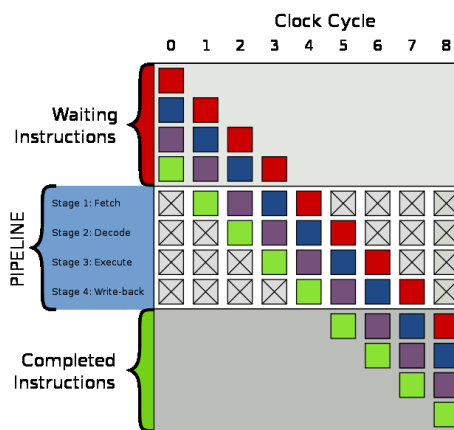 Clock Cycle
0 1 2 3 4 5 6 7 8
Waiting
Instructions
PIPELINE
Stage 1: Fetch
Stage 2: Decode
Stage 3: Execute
Stage 4: Write-back
Completed
Instructions